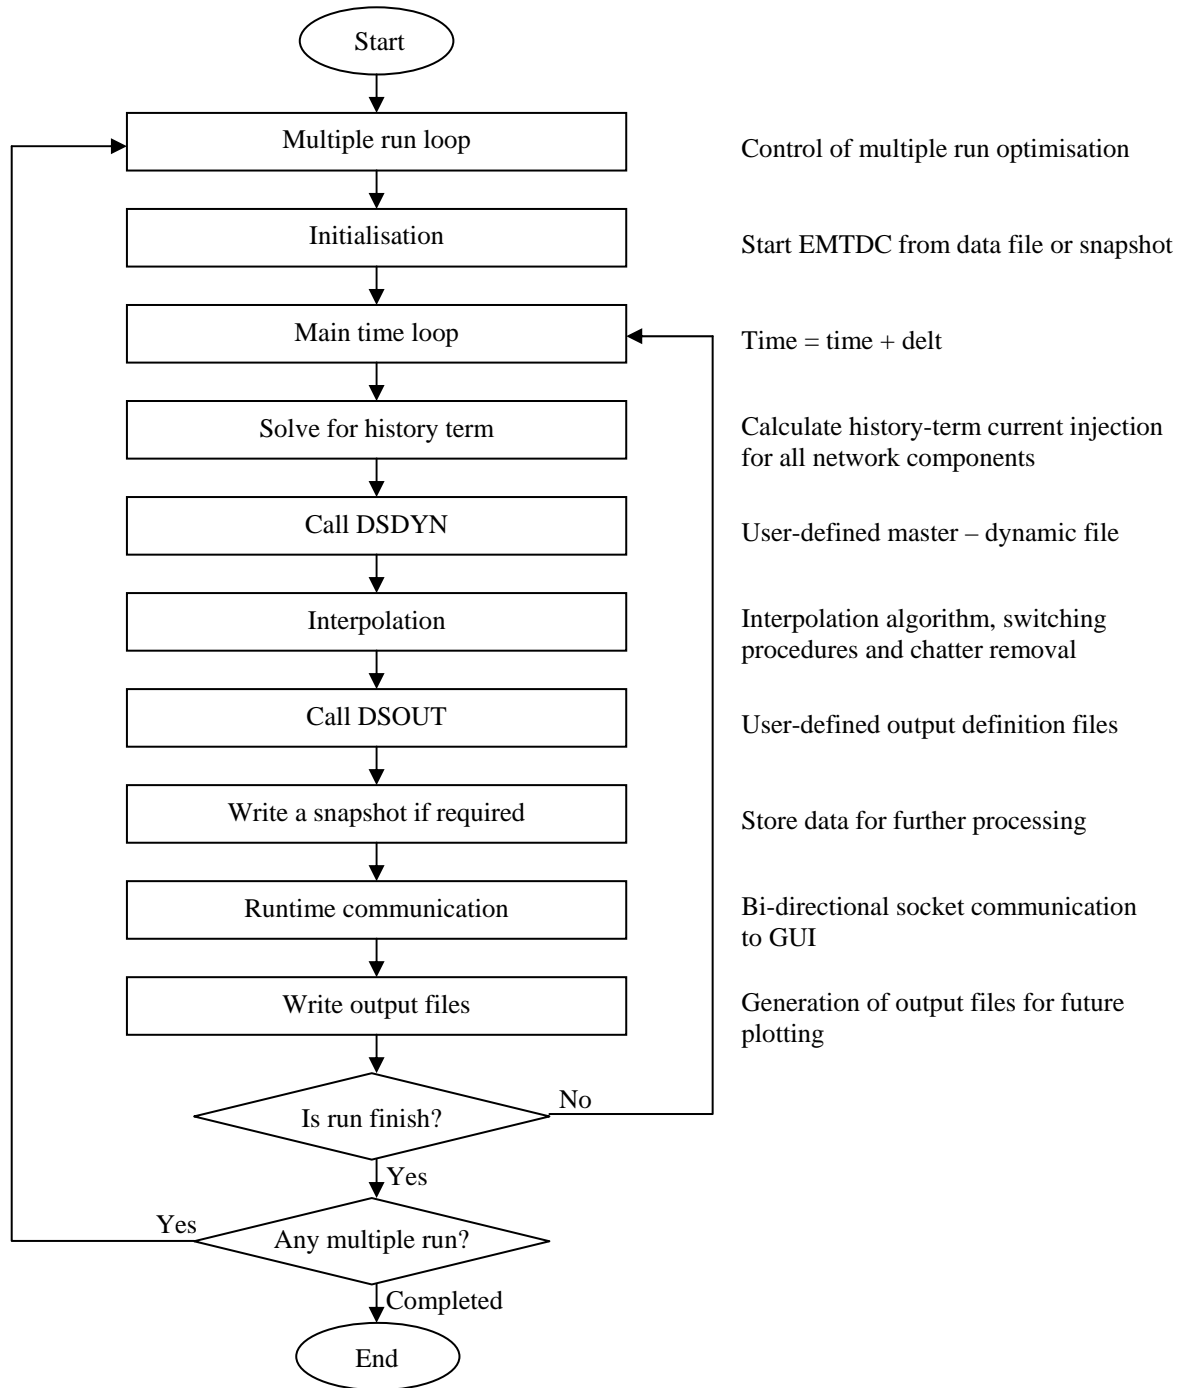 Start
Multiple run loop
Control of multiple run optimisation
Initialisation
Start EMTDC from data file or snapshot
Main time loop
Time = time + delt
Solve for history term
Calculate history-term current injection
for all network components
Call DSDYN
User-defined master – dynamic file
Interpolation
Interpolation algorithm, switching
procedures and chatter removal
Call DSOUT
User-defined output definition files
Write a snapshot if required
Store data for further processing
Runtime communication
Bi-directional socket communication
to GUI
Write output files
Generation of output files for future
plotting
Is run finish?
No
Yes
Any multiple run?
Yes
Completed
End